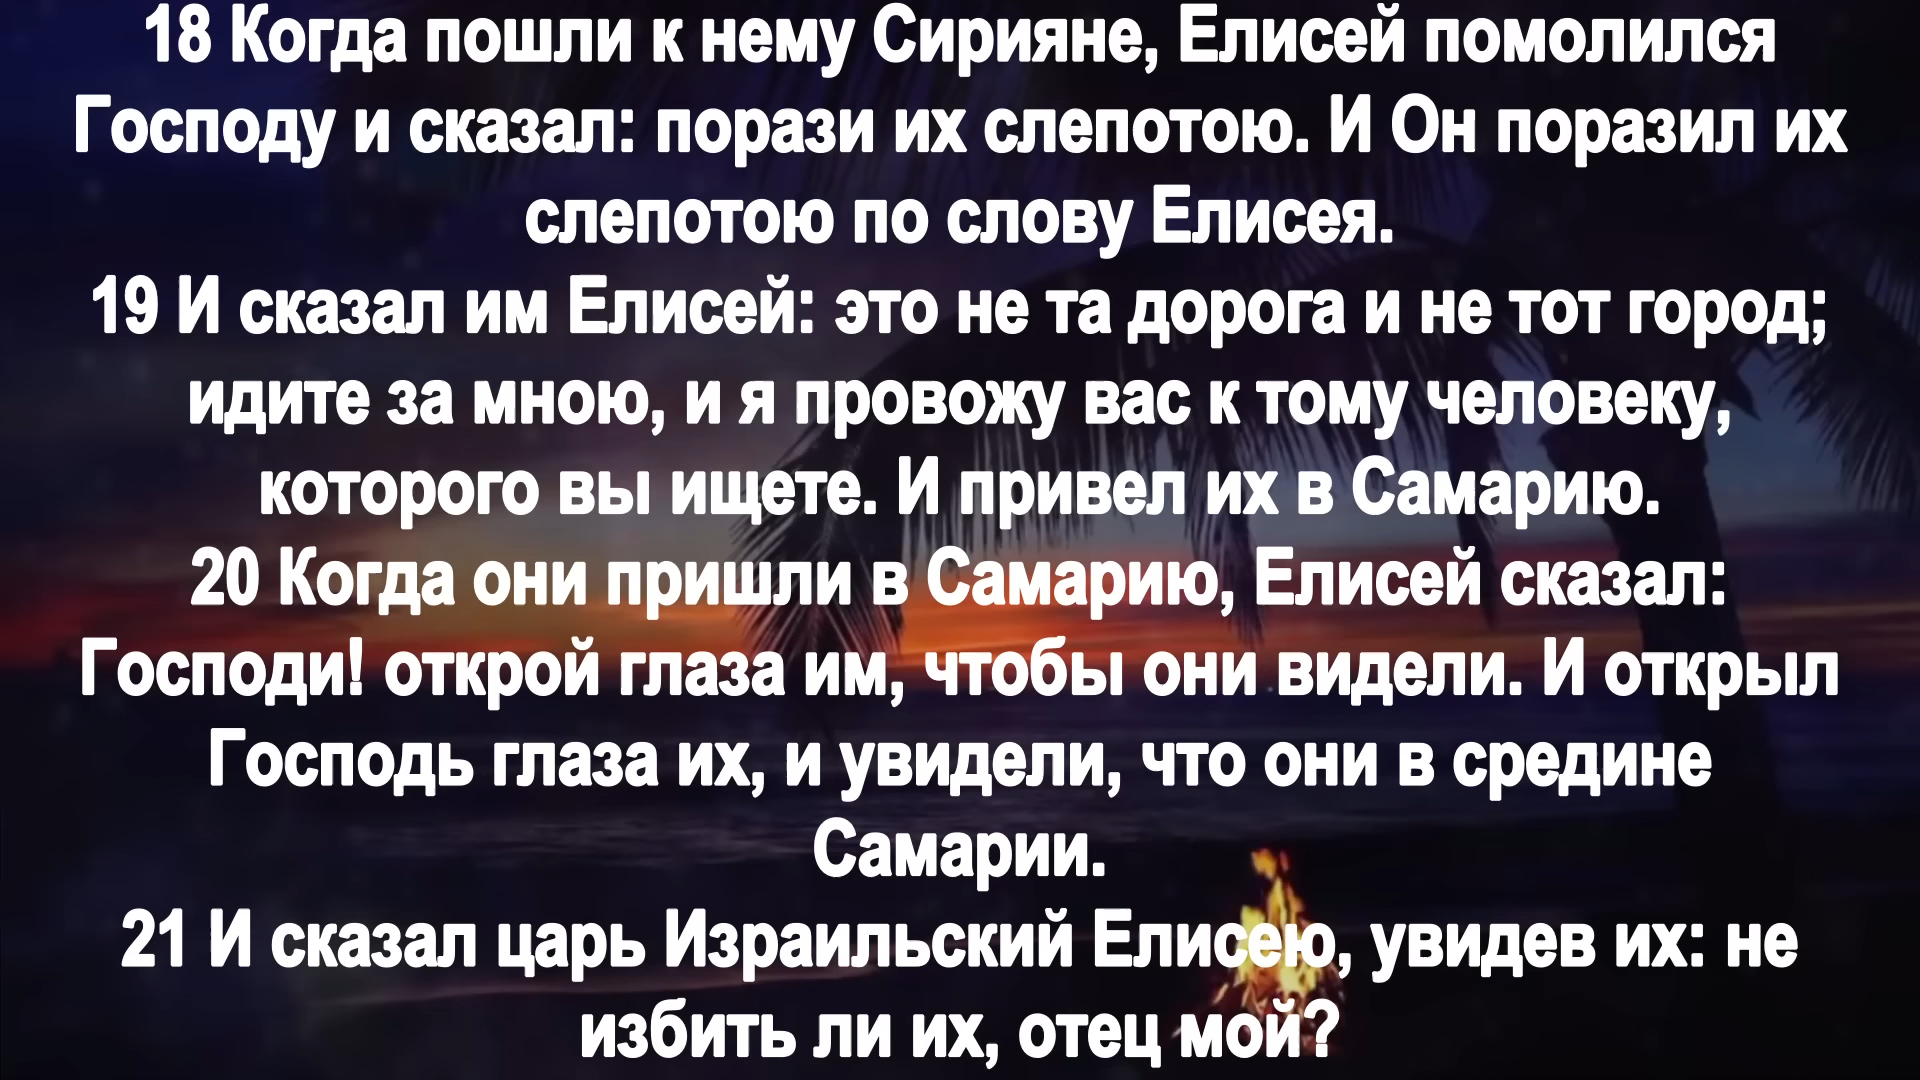 18 Когда пошли к нему Сирияне, Елисей помолился
Господу и сказал: порази их слепотою. И Он поразил их
слепотою по слову Елисея.
19 И сказал им Елисей: это не та дорога и не тот город;
идите за мною, и я провожу вас к тому человеку,
которого вы ищете. И привел их в Самарию.
20 Когда они пришли в Самарию, Елисей сказал:
Господи! открой глаза им, чтобы они видели. И открыл
Господь глаза их, и увидели, что они в средине
Самарии.
21 И сказал царь Израильский Елисею, увидев их: не
избить ли их, отец мой?